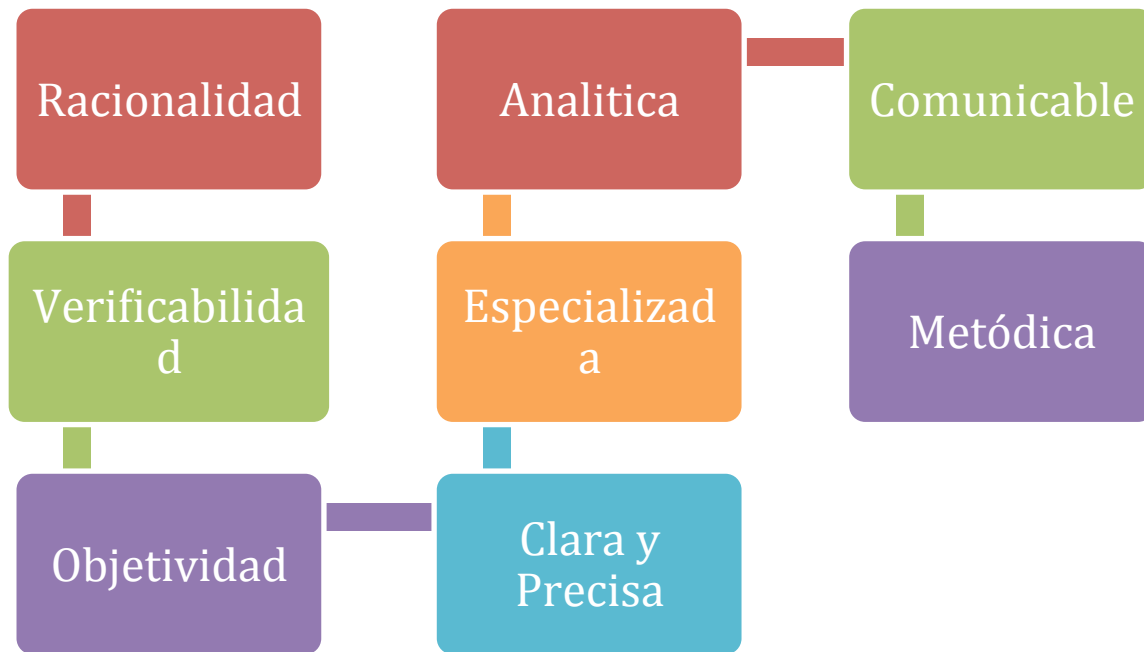 Racionalidad
Verificabilida
d
Objetividad
Clara y
Precisa
Especializad
a
Analitica
Comunicable
Metódica